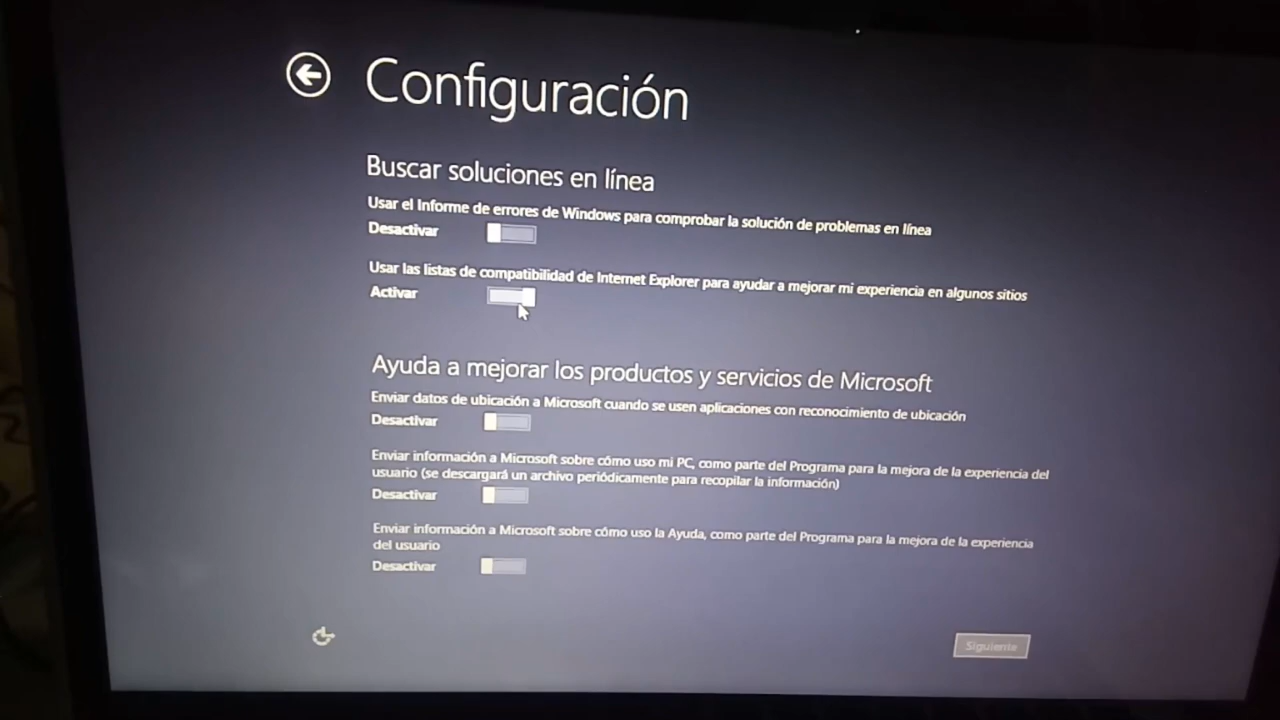 Configuración
Buscar soluciones en línea
Usar el Informe de errores de Windows para comprobar la solución de problemas en línea
Desactivar
Usar las listas de compatibilidad de Internet Explorer para ayudar a mejorar mi experiencia en algunos sitios
Activar
Ayuda a mejorar los productos y servicios de Microsoft
Enviar datos de ubicación a Microsoft cuando se usen aplicaciones con reconocimiento de ubicación
Desactivar
Enviar información a Microsoft sobre cómo uso mi PC, como parte del Programa para la mejora de la experiencia del
usuario (se descargará un archivo periódicamente para recopilar la información)
Desactivar
Enviar información a Microsoft sobre cómo uso la Ayuda, como parte del Programa para la mejora de la experiencia
del usuario
Desactivar
Siguiente